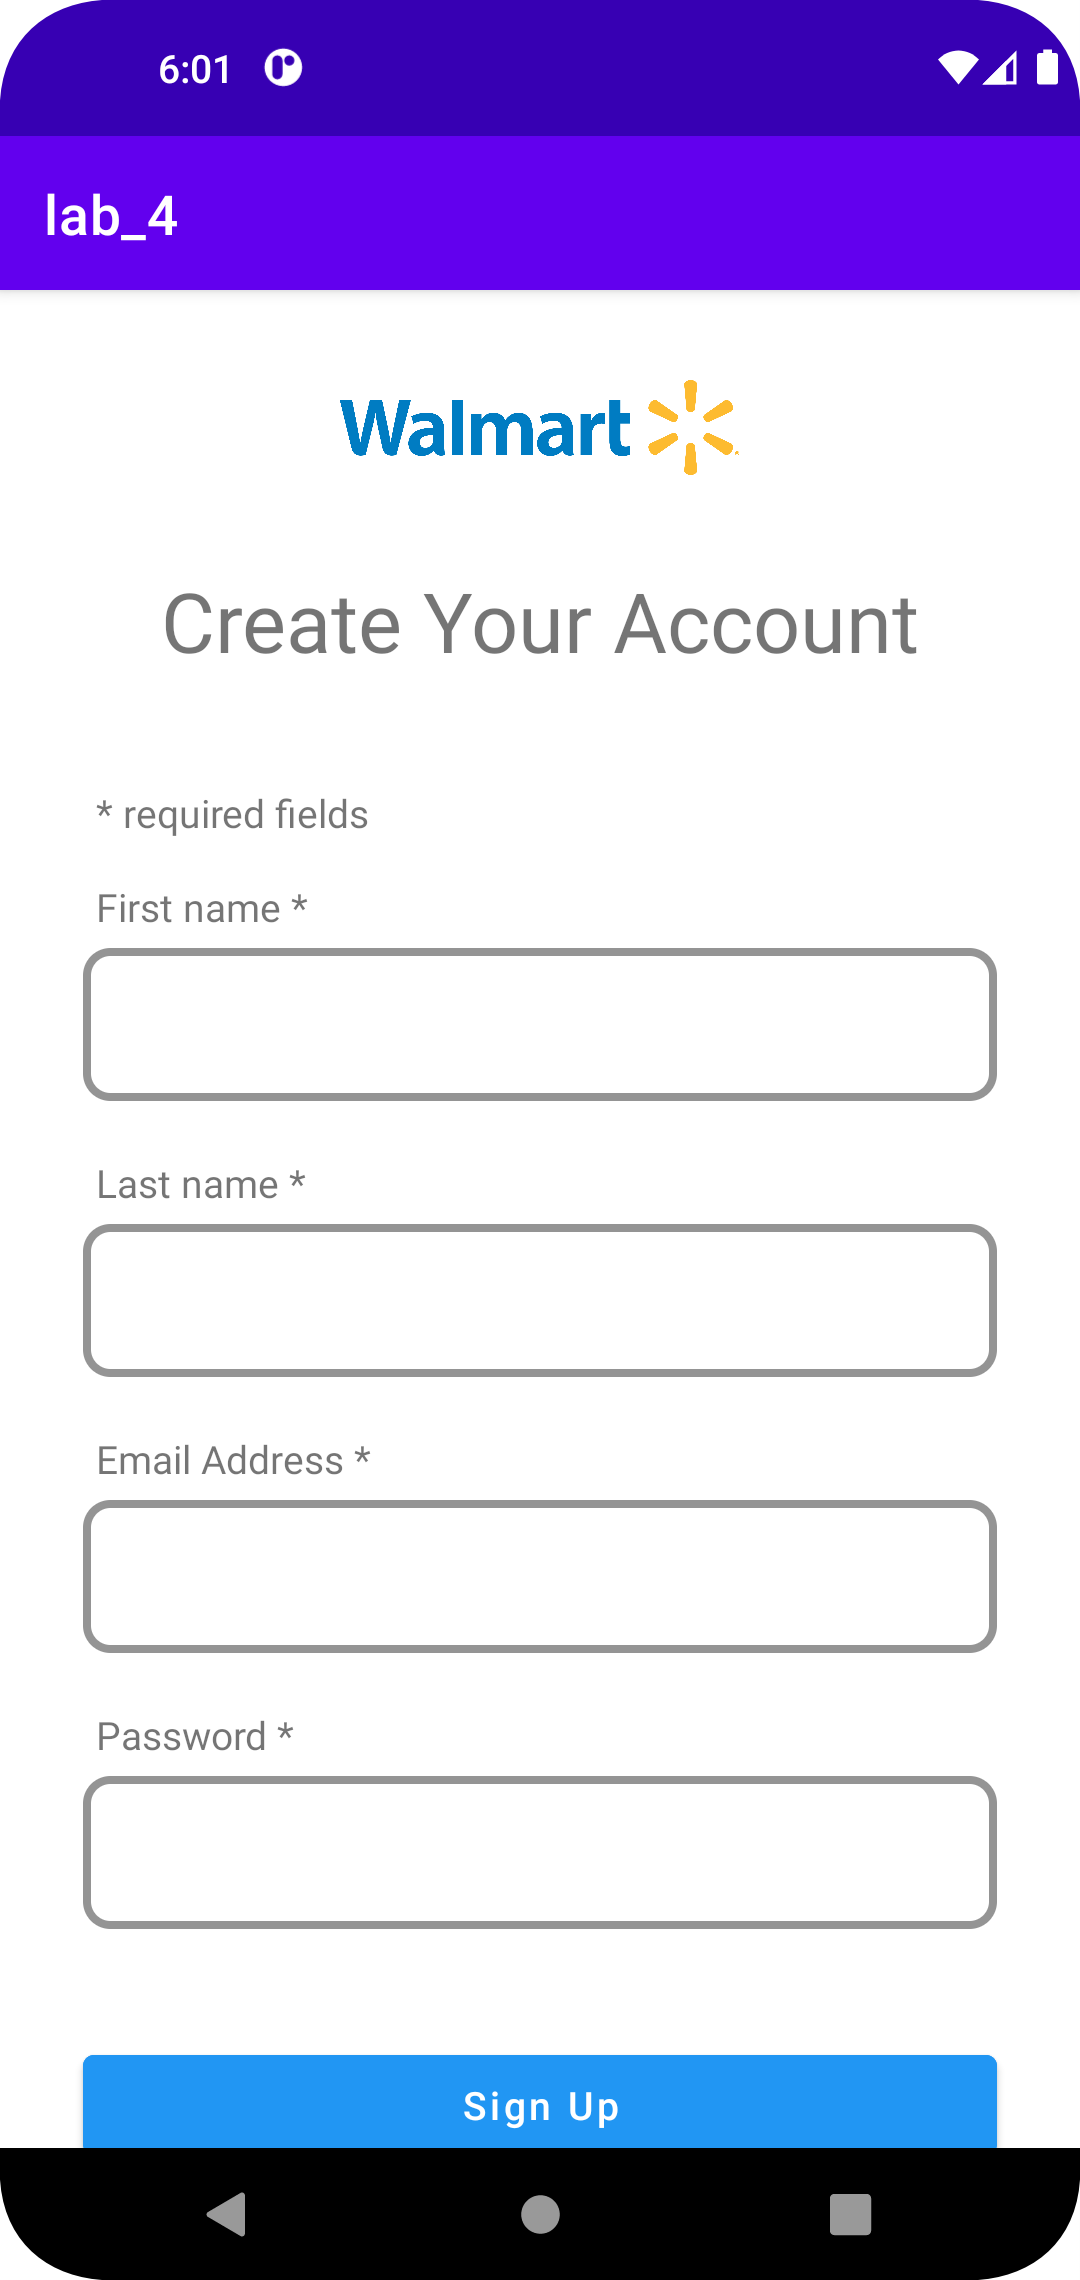 6:01
lab_4
Walmart
Create Your Account
* required fields
First name *
Last name *
Email Address *
Password *
Sign Up